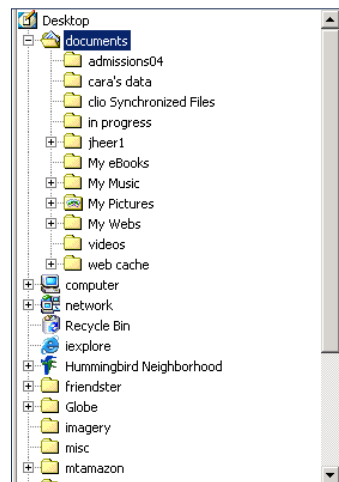 Desktop
documents
admissions04
cara's data
clio Synchronized Files
in progress
jheer1
My eBooks
My Music
My Pictures
My Webs
videos
web cache
computer
network
Recycle Bin
iexplore
Hummingbird Neighborhood
friendster
Globe
imagery
misc
mtamazon